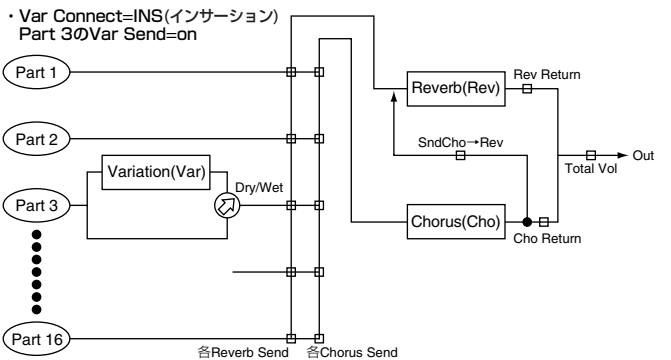 ・Var Connect=INS(インサーション)
Part 3のVar Send=on
Part 1
Reverb(Rev)
Rev Return
Part 2
SndCho→Rev
Out
Total Vol
Variation(Var)
Dry/Wet
Part 3
Chorus(Cho)
Cho Return
Part 16
各Reverb Send
各Chorus Send